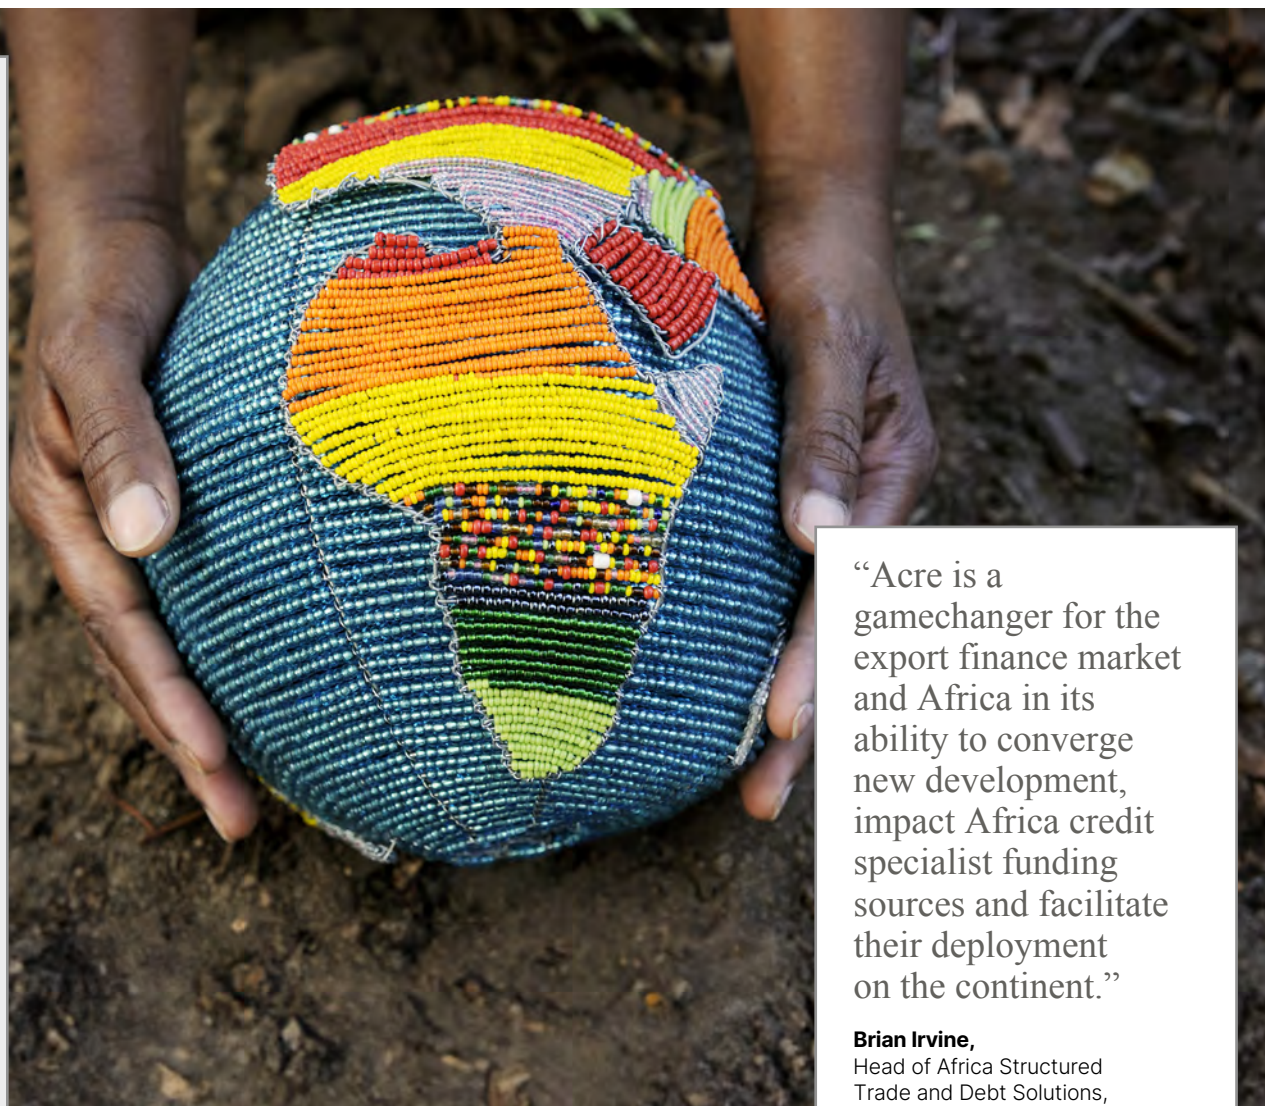 “Acre is a
gamechanger for the
export finance market
and Africa in its
ability to converge
new development,
impact Africa credit
specialist funding
sources and facilitate
their deployment
on the continent.”
Brian Irvine,
Head of Africa Structured
Trade and Debt Solutions,